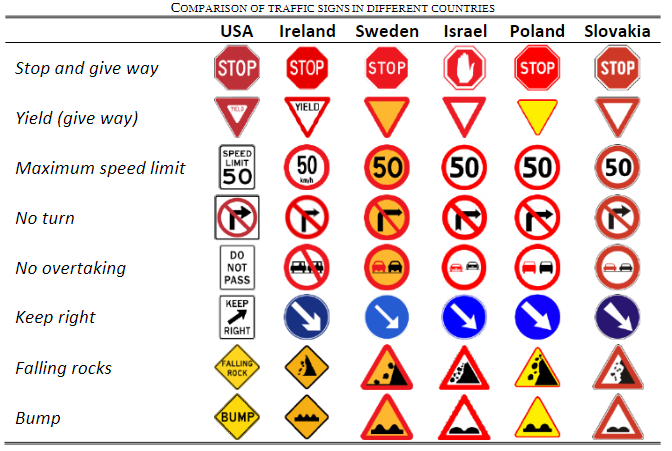 COMPARISON OF TRAFFIC SIGNS IN DIFFERENT COUNTRIES
USA Ireland Sweden Israel Poland Slovakia
Stop and give way STOP STOP STOP STOP STOP
Yield (give way) YIELD YIELD
Maximum speed limit SPEED LIMIT 50 50 km/h 50 50 50 50
No turn
No overtaking DO NOT PASS
Keep right KEEP RIGHT
Falling rocks FALLING ROCK
Bump BUMP